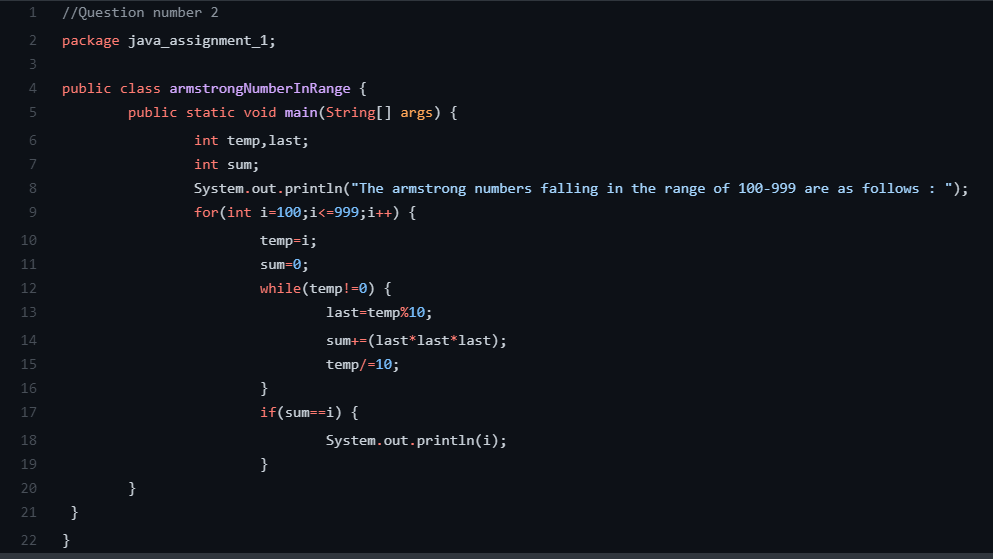 1 //Question number 2
2 package java_assignment_1;
3
4 public class armstrongNumberInRange {
5 public static void main(String[] args) {
6 int temp,last;
7 int sum;
8 System.out.println("The armstrong numbers falling in the range of 100-999 are as follows : ");
9 for(int i=100;i<=999;i++) {
10 temp=i;
11 sum=0;
12 while(temp!=0) {
13 last=temp%10;
14 sum+=(last*last*last);
15 temp/=10;
16 }
17 if(sum==i) {
18 System.out.println(i);
19 }
20 }
21 }
22 }